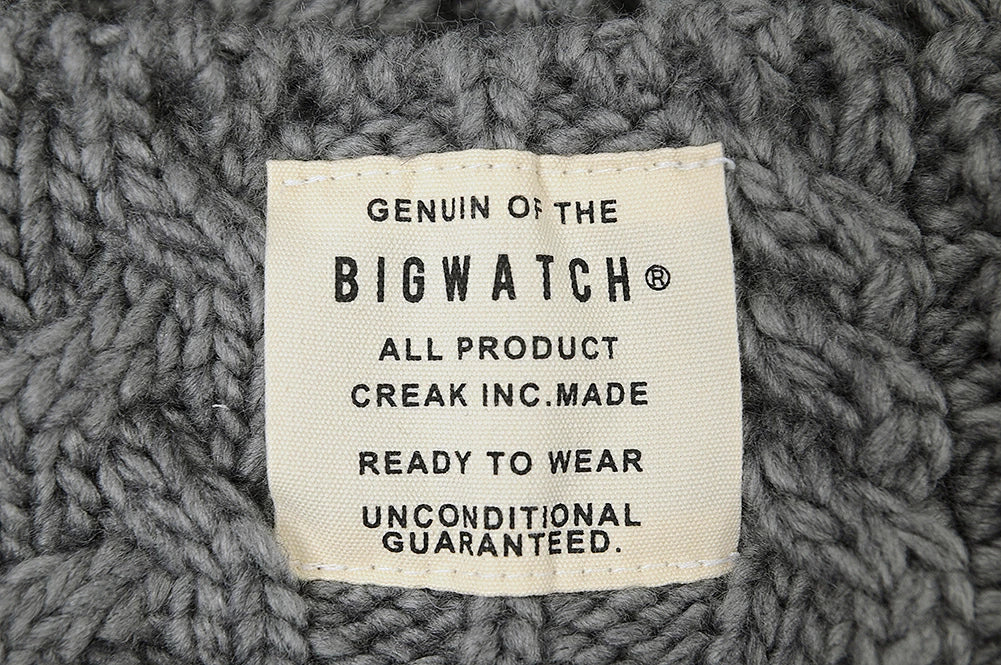 GENUIN OF THE
BIGWATCH®
ALL PRODUCT
CREAK INC.MADE
READY TO WEAR
UNCONDITIONAL
GUARANTEED.